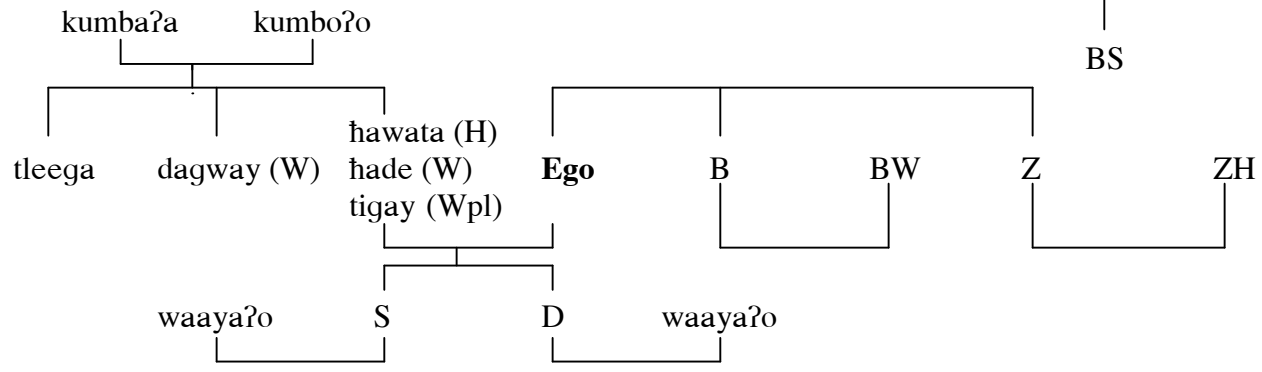 kumbaʔa kumboʔo
BS
ħawata (H)
tleega dagway (W) ħade (W) Ego B BW Z ZH
tigay (Wpl)
waayaʔo S D waayaʔo